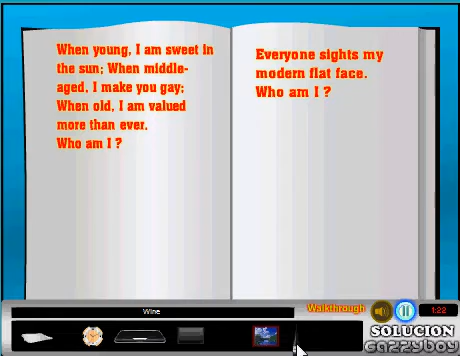 When young, I am sweet in
the sun; When middle-
aged, I make you gay;
When old, I am valued
more than ever.
Who am I ?
Everyone sights my
modern flat face.
Who am I ?
Wine
Walkthrough
1:22
SOLUCION
Gazzyboy